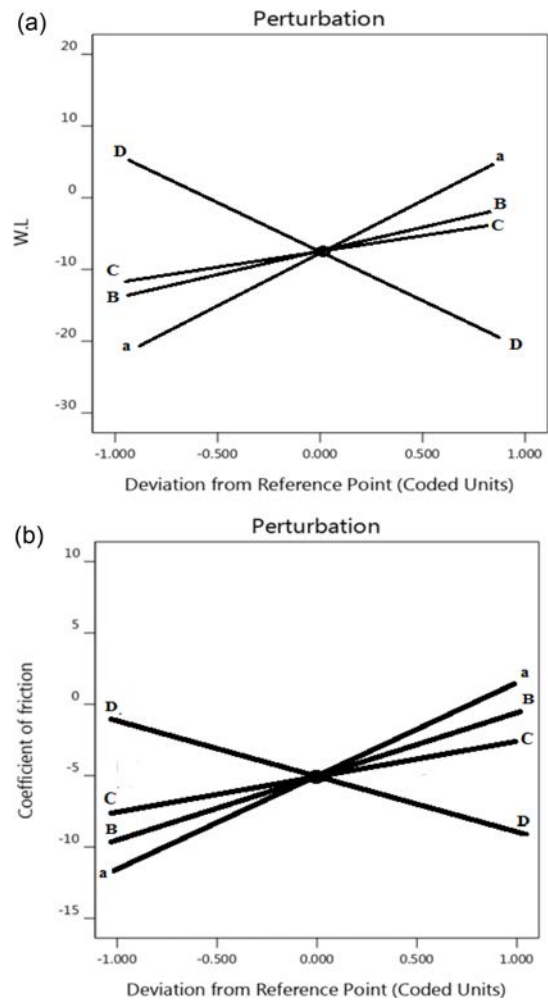 (a)
Perturbation
20
10
0
-10
-20
-30
W.L
D
a
B
C
C
B
a
D
-1.000 -0.500 0.000 0.500 1.000
Deviation from Reference Point (Coded Units)
(b)
Perturbation
10
5
0
-5
-10
-15
Coefficient of friction
a
D
B
C
C
B
D
a
-1.000 -0.500 0.000 0.500 1.000
Deviation from Reference Point (Coded Units)